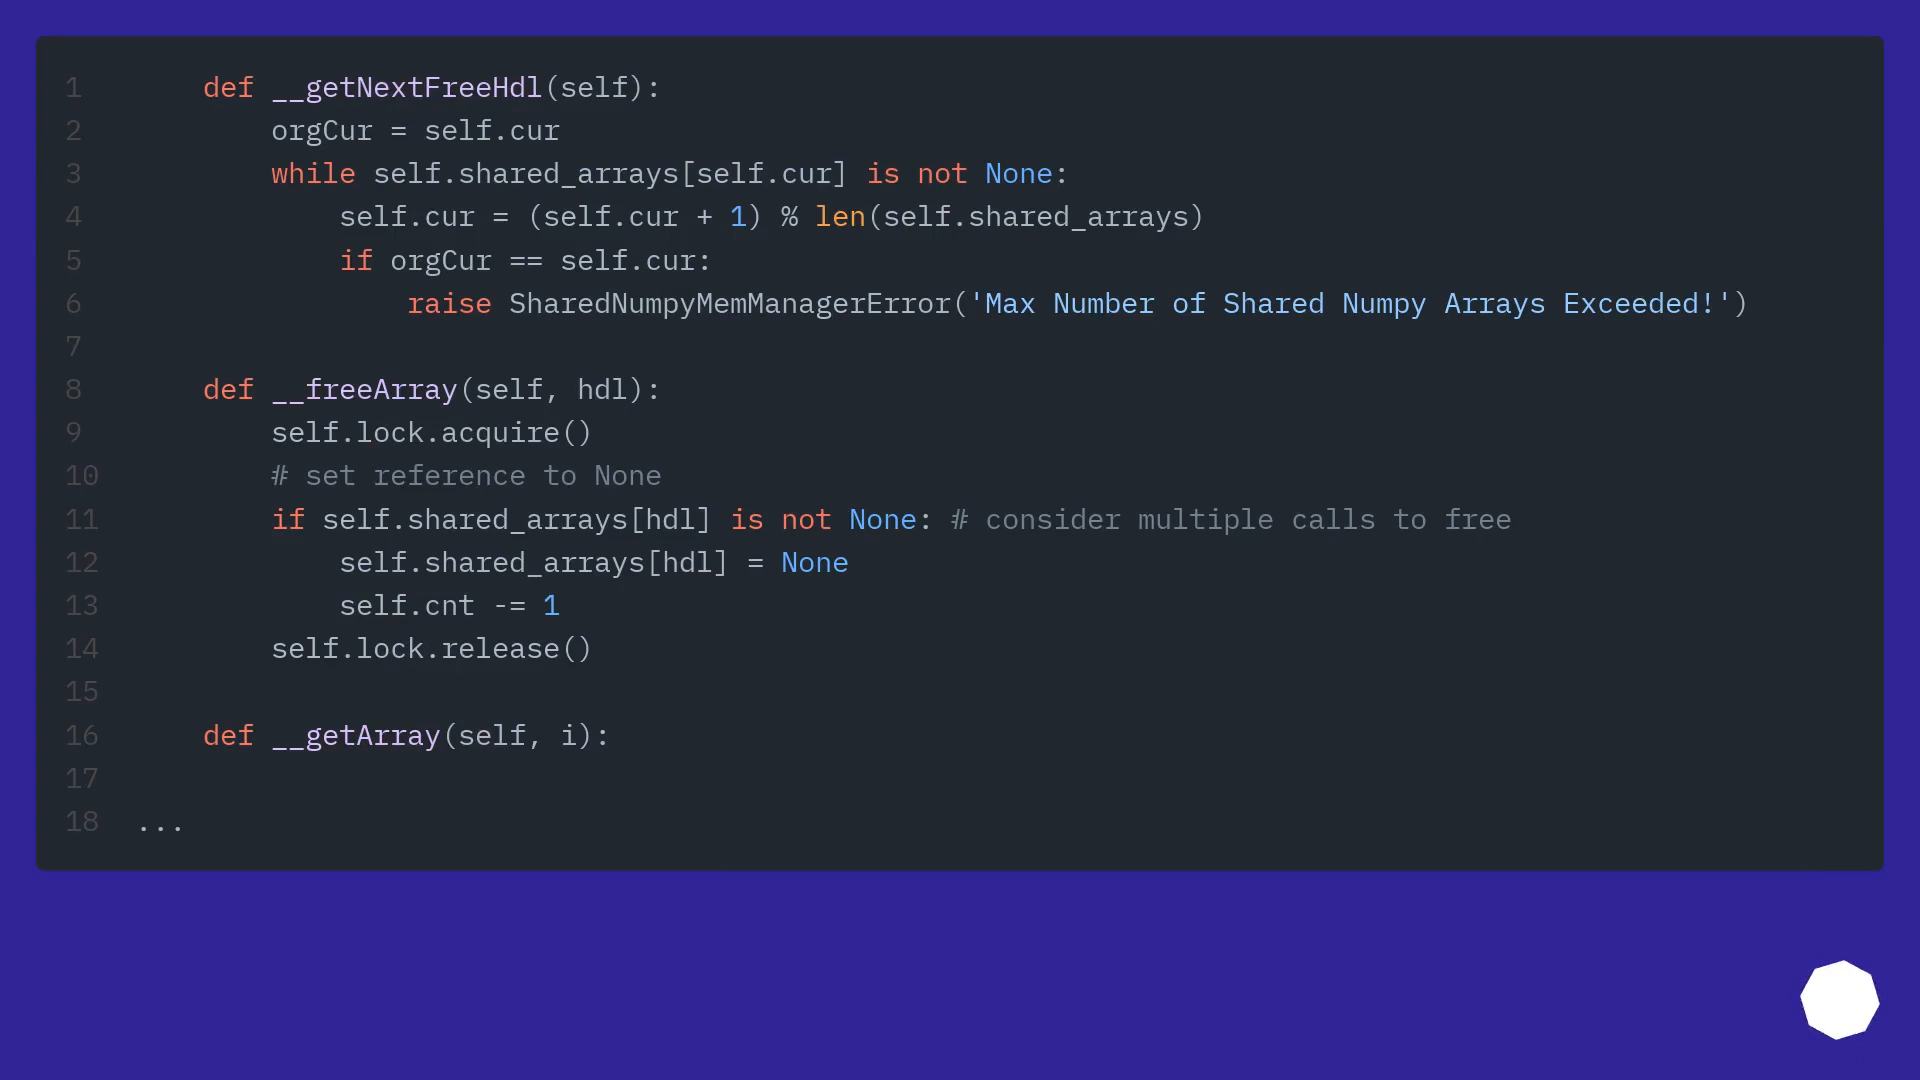 1 def __getNextFreeHdl(self):
2 orgCur = self.cur
3 while self.shared_arrays[self.cur] is not None:
4 self.cur = (self.cur + 1) % len(self.shared_arrays)
5 if orgCur == self.cur:
6 raise SharedNumpyMemManagerError('Max Number of Shared Numpy Arrays Exceeded!')
7
8 def __freeArray(self, hdl):
9 self.lock.acquire()
10 # set reference to None
11 if self.shared_arrays[hdl] is not None: # consider multiple calls to free
12 self.shared_arrays[hdl] = None
13 self.cnt -= 1
14 self.lock.release()
15
16 def __getArray(self, i):
17
18 ...